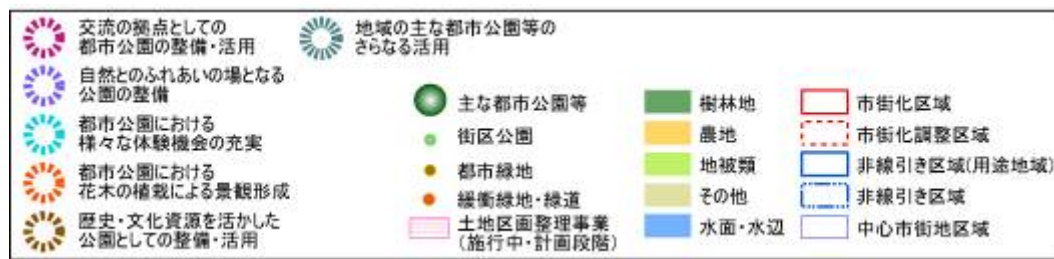 交流の拠点としての
都市公園の整備・活用
自然とのふれあいの場となる
公園の整備
都市公園における
様々な体験機会の充実
都市公園における
花木の植栽による景観形成
歴史・文化資源を活かした
公園としての整備・活用
地域の主な都市公園等の
さらなる活用
主な都市公園等
街区公園
都市緑地
緩衝緑地・緑道
土地区画整理事業
(施行中・計画段階)
樹林地
農地
地被類
その他
水面・水辺
市街化区域
市街化調整区域
非線引き区域(用途地域)
非線引き区域
中心市街地区域